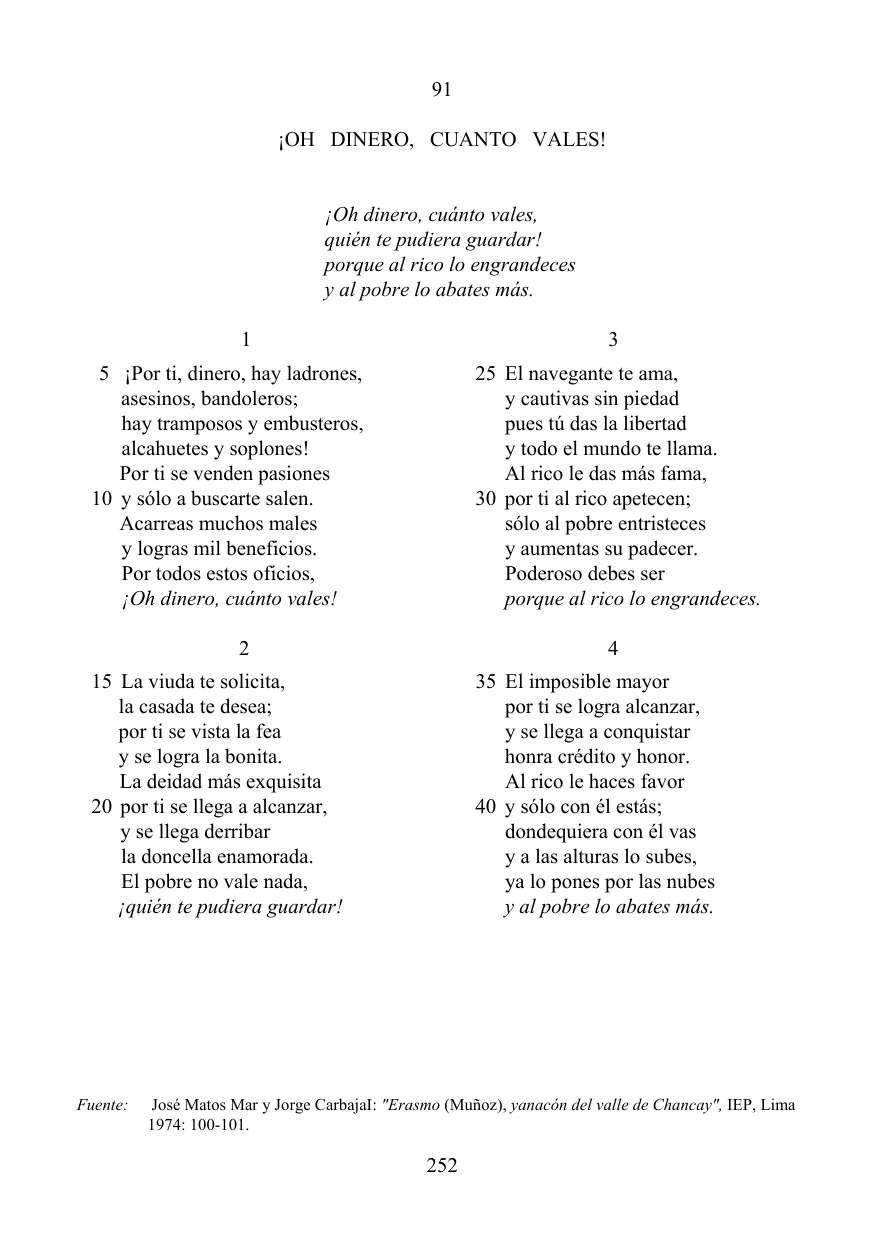 91
¡OH DINERO, CUANTO VALES!
¡Oh dinero, cuánto vales,
quién te pudiera guardar!
porque al rico lo engrandeces
y al pobre lo abates más.
1
5 ¡Por ti, dinero, hay ladrones,
asesinos, bandoleros;
hay tramposos y embusteros,
alcahuetes y soplones!
Por ti se venden pasiones
10 y sólo a buscarte salen.
Acarreas muchos males
y logras mil beneficios.
Por todos estos oficios,
¡Oh dinero, cuánto vales!
2
15 La viuda te solicita,
la casada te desea;
por ti se vista la fea
y se logra la bonita.
La deidad más exquisita
20 por ti se llega a alcanzar,
y se llega derribar
la doncella enamorada.
El pobre no vale nada,
¡quién te pudiera guardar!
3
25 El navegante te ama,
y cautivas sin piedad
pues tú das la libertad
y todo el mundo te llama.
Al rico le das más fama,
30 por ti al rico apetecen;
sólo al pobre entristeces
y aumentas su padecer.
Poderoso debes ser
porque al rico lo engrandeces.
4
35 El imposible mayor
por ti se logra alcanzar,
y se llega a conquistar
honra crédito y honor.
Al rico le haces favor
40 y sólo con él estás;
dondequiera con él vas
y a las alturas lo subes,
ya lo pones por las nubes
y al pobre lo abates más.
Fuente: José Matos Mar y Jorge CarbajaI: "Erasmo (Muñoz), yanacón del valle de Chancay", IEP, Lima
1974: 100-101.
252